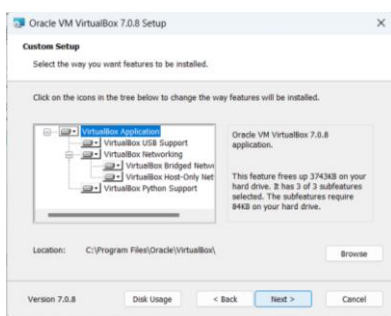 Oracle VM VirtualBox 7.0.8 Setup
Custom Setup
Select the way you want features to be installed.
Click on the icons in the tree below to change the way features will be installed.
VirtualBox Application
VirtualBox USB Support
VirtualBox Networking
VirtualBox Bridged Netwo
VirtualBox Host-Only Net
VirtualBox Python Support
Oracle VM VirtualBox 7.0.8
application.
This feature frees up 3743KB on your
hard drive. It has 3 of 3 subfeatures
selected. The subfeatures require
84KB on your hard drive.
Location: C:\Program Files\Oracle\VirtualBox\
Browse
Version 7.0.8
Disk Usage
< Back
Next >
Cancel